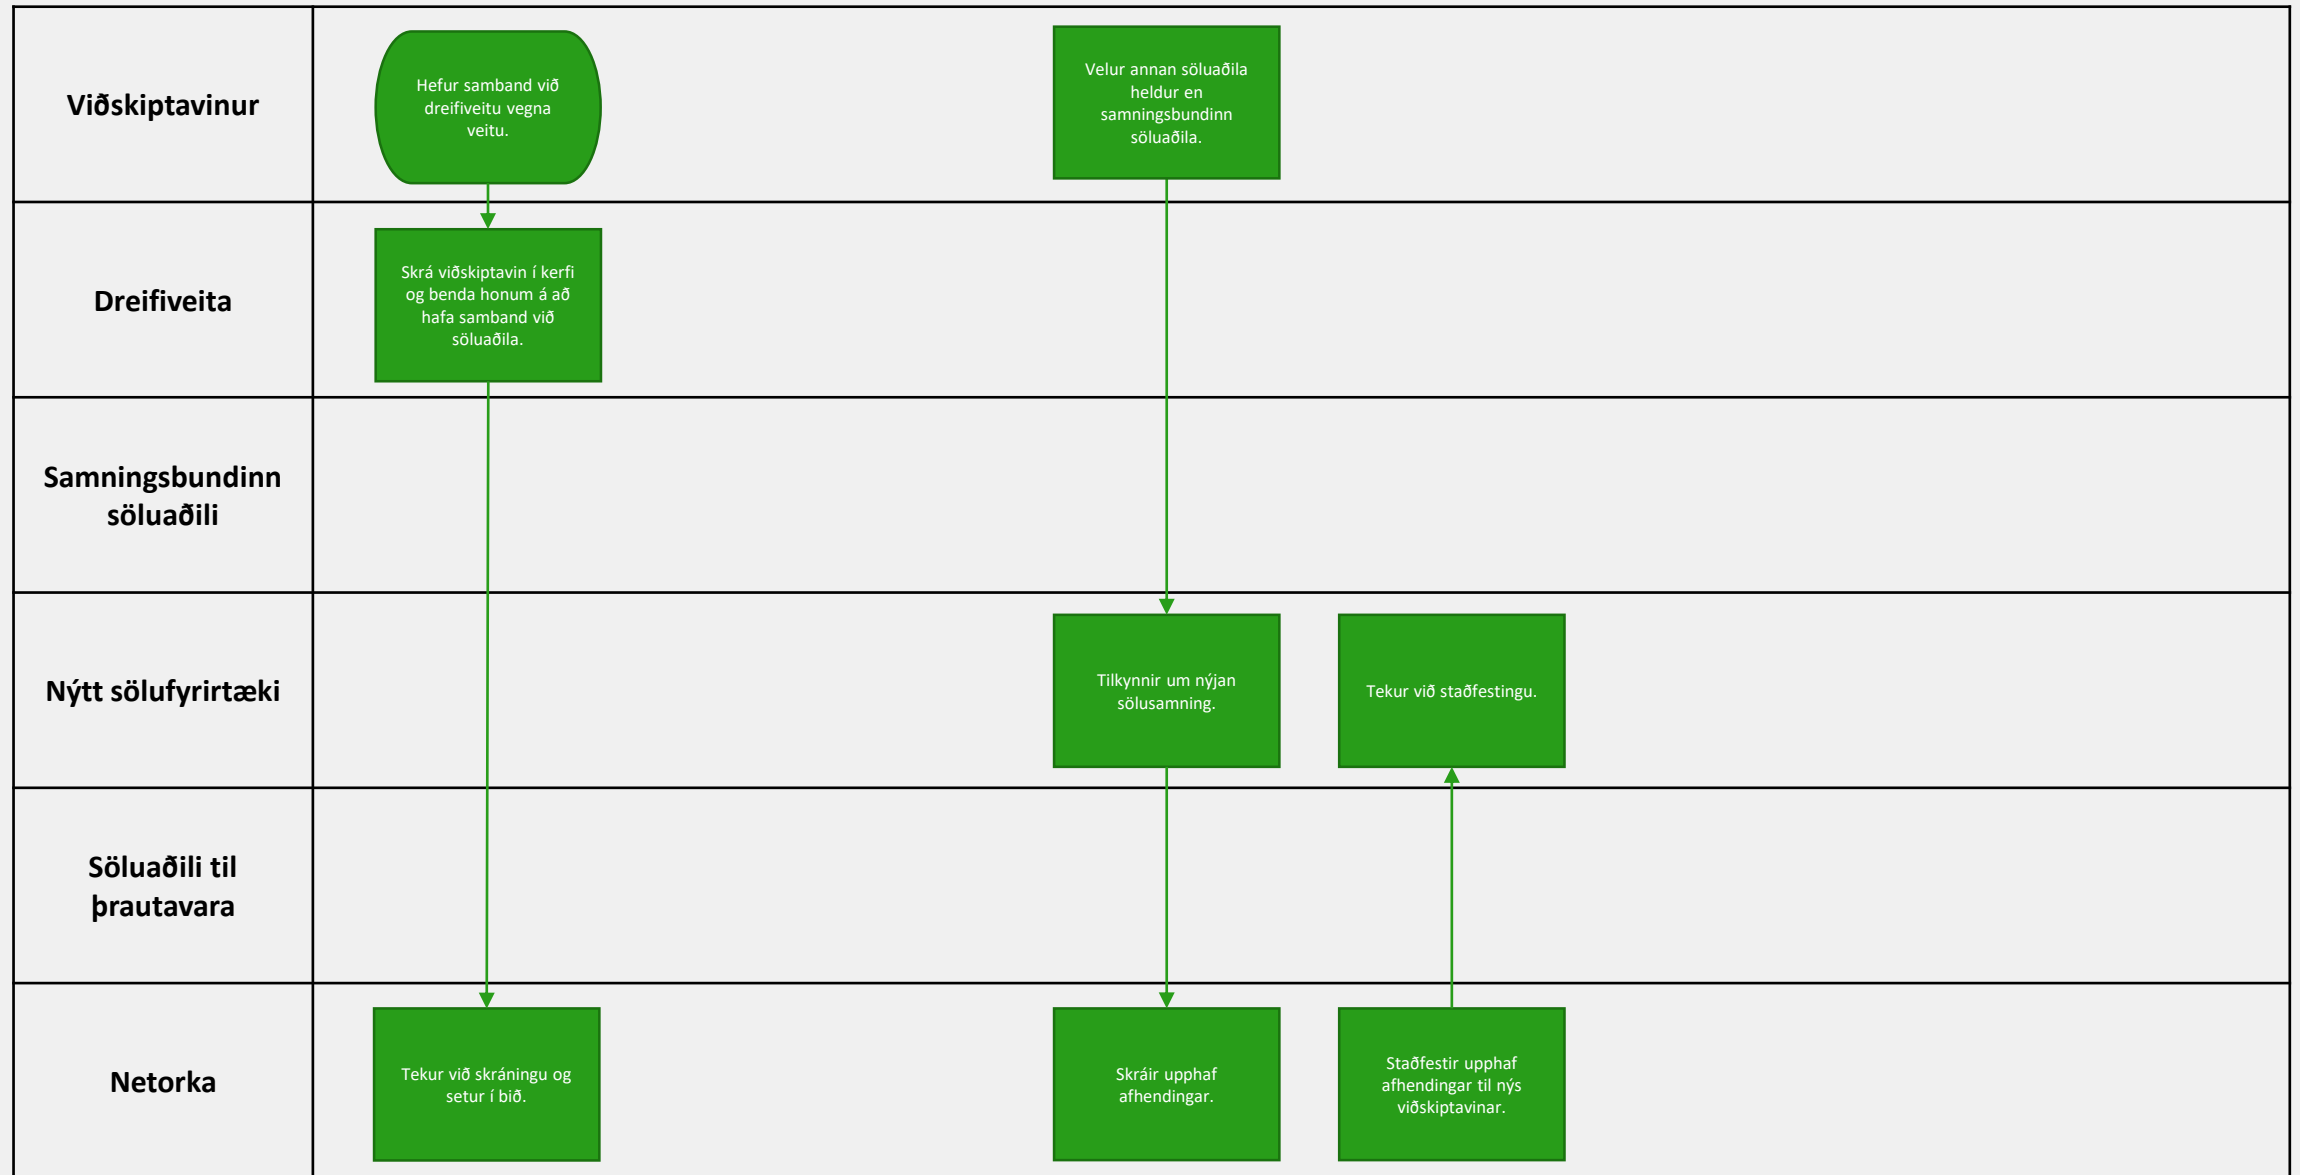 Viðskiptavinur
Hefur samband við
dreifiveitu vegna
veitu.
Velur annan söluaðila
heldur en
samningsbundinn
söluaðila.
Dreifiveita
Skrá viðskiptavin í kerfi
og benda honum á að
hafa samband við
söluaðila.
Samningsbundinn
söluaðili
Nýtt sölufyrirtæki
Tilkynnir um nýjan
sölusamning.
Tekur við staðfestingu.
Söluaðili til
þrautavara
Netorka
Tekur við skráningu og
setur í bið.
Skráir upphaf
afhendingar.
Staðfestir upphaf
afhendingar til nýs
viðskiptavinar.